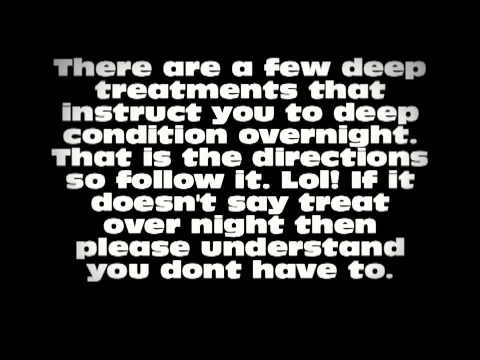 There are a few deep
treatments that
instruct you to deep
condition overnight.
That is the directions
so follow it. Lol! If it
doesn't say treat
over night then
please understand
you dont have to.